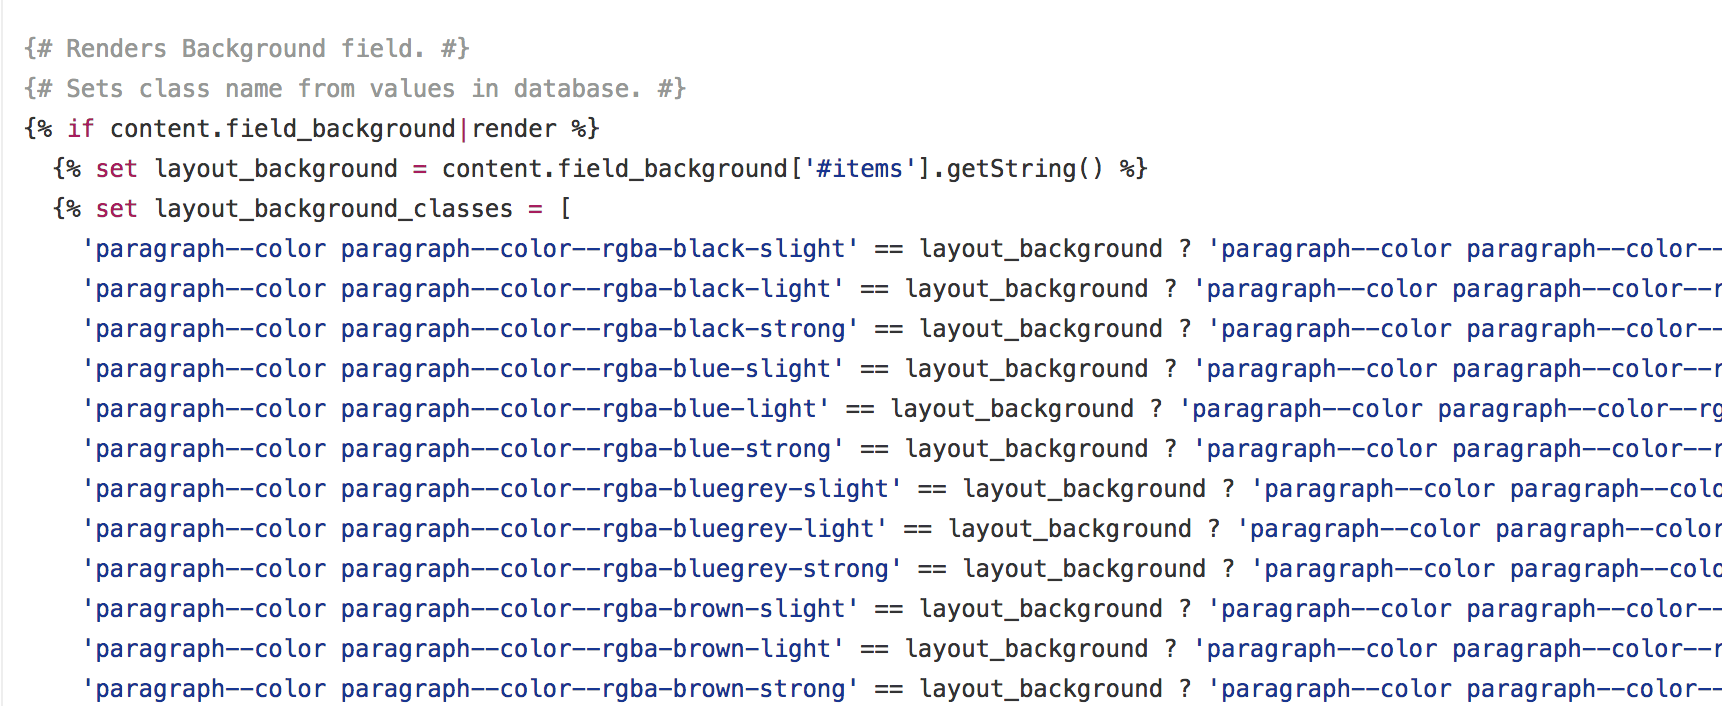 {# Renders Background field. #}
{# Sets class name from values in database. #}
{% if content.field_background|render %}
{% set layout_background = content.field_background['#items'].getString() %}
{% set layout_background_classes = [
'paragraph--color paragraph--color--rgba-black-slight' == layout_background ? 'paragraph--color paragraph--color--
'paragraph--color paragraph--color--rgba-black-light' == layout_background ? 'paragraph--color paragraph--color--r
'paragraph--color paragraph--color--rgba-black-strong' == layout_background ? 'paragraph--color paragraph--color--
'paragraph--color paragraph--color--rgba-blue-slight' == layout_background ? 'paragraph--color paragraph--color--r
'paragraph--color paragraph--color--rgba-blue-light' == layout_background ? 'paragraph--color paragraph--color--rg
'paragraph--color paragraph--color--rgba-blue-strong' == layout_background ? 'paragraph--color paragraph--color--r
'paragraph--color paragraph--color--rgba-bluegrey-slight' == layout_background ? 'paragraph--color paragraph--colo
'paragraph--color paragraph--color--rgba-bluegrey-light' == layout_background ? 'paragraph--color paragraph--color
'paragraph--color paragraph--color--rgba-bluegrey-strong' == layout_background ? 'paragraph--color paragraph--colo
'paragraph--color paragraph--color--rgba-brown-slight' == layout_background ? 'paragraph--color paragraph--color--
'paragraph--color paragraph--color--rgba-brown-light' == layout_background ? 'paragraph--color paragraph--color--r
'paragraph--color paragraph--color--rgba-brown-strong' == layout_background ? 'paragraph--color paragraph--color--